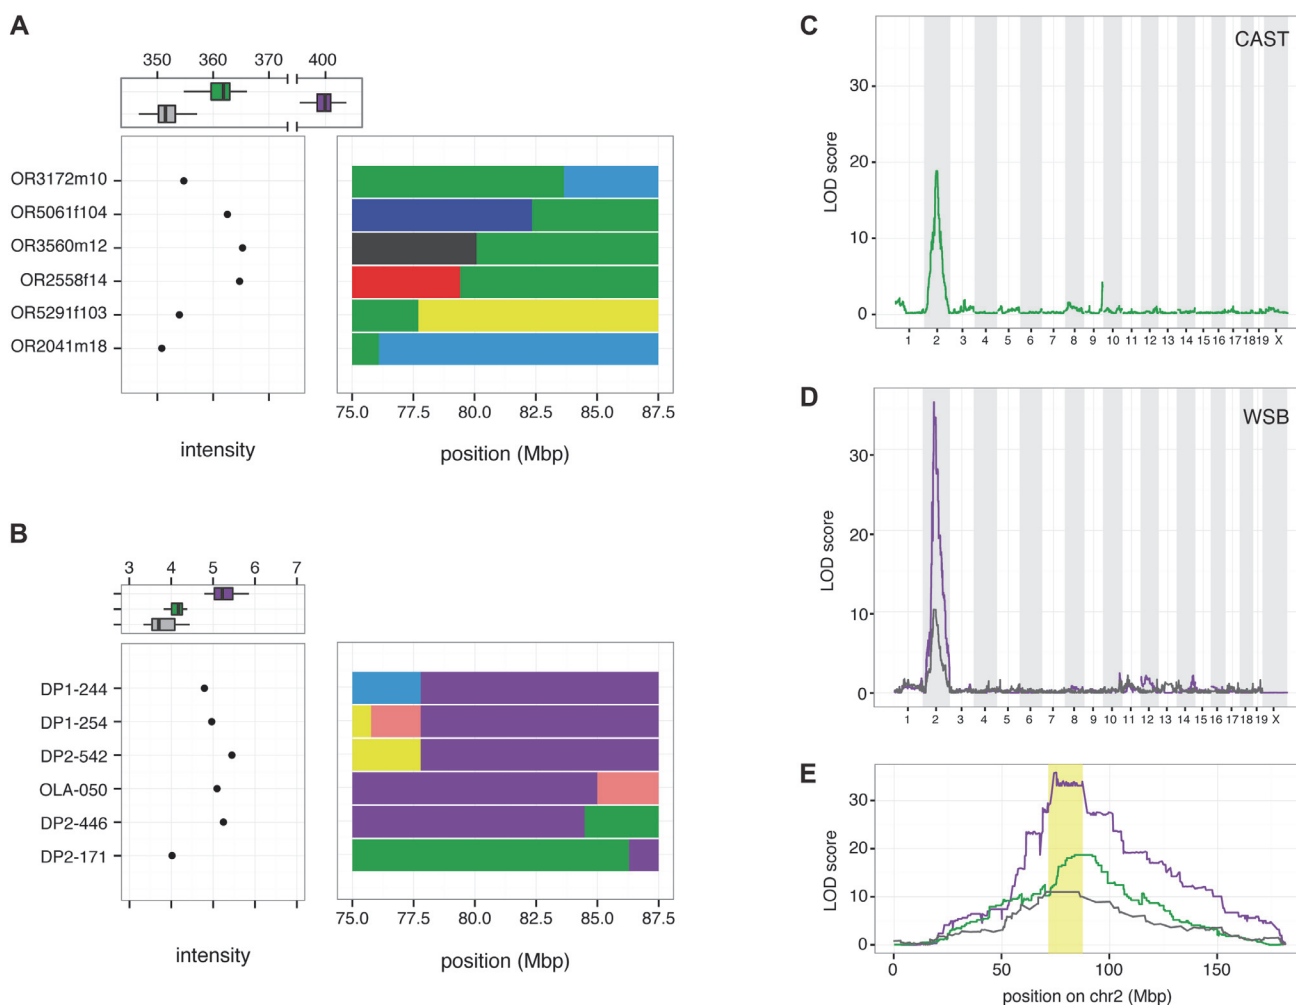 A
350 360 370 400
OR3172m10
OR5061f104
OR3560m12
OR2558f14
OR5291f103
OR2041m18
75.0 77.5 80.0 82.5 85.0 87.5
intensity position (Mbp)
B
3 4 5 6 7
DP1-244
DP1-254
DP2-542
OLA-050
DP2-446
DP2-171
75.0 77.5 80.0 82.5 85.0 87.5
intensity position (Mbp)
C
CAST
LOD score
30
20
10
0
1 2 3 4 5 6 7 8 9 10 11 12 13 14 15 16 17 18 19 X
D
WSB
LOD score
30
20
10
0
1 2 3 4 5 6 7 8 9 10 11 12 13 14 15 16 17 18 19 X
E
LOD score
30
20
10
0
0 50 100 150
position on chr2 (Mbp)